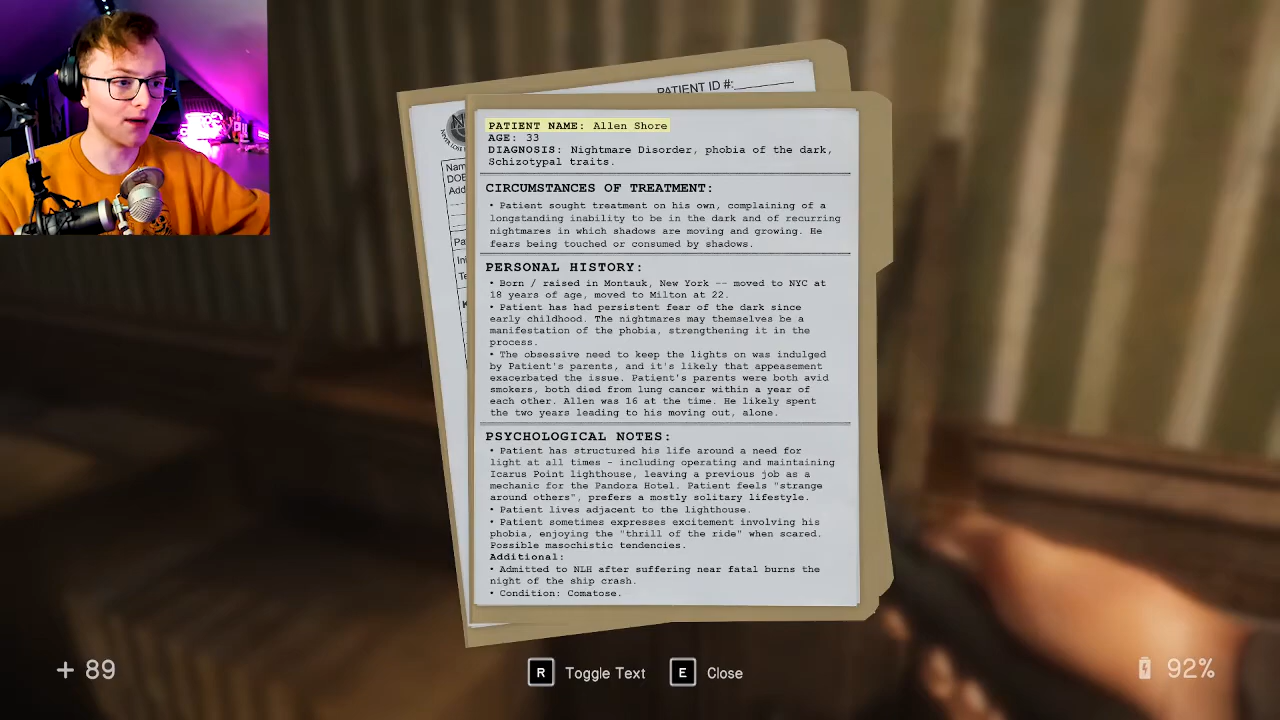 PATIENT ID #:
PATIENT NAME: Allen Shore
AGE: 33
DIAGNOSIS: Nightmare Disorder, phobia of the dark,
Schizotypal traits.
CIRCUMSTANCES OF TREATMENT:
• Patient sought treatment on his own, complaining of a
longstanding inability to be in the dark and of recurring
nightmares in which shadows are moving and growing. He
fears being touched or consumed by shadows.
PERSONAL HISTORY:
• Born / raised in Montauk, New York -- moved to NYC at
18 years of age, moved to Milton at 22.
• Patient has had persistent fear of the dark since
early childhood. The nightmares may themselves be a
manifestation of the phobia, strengthening it in the
process.
• The obsessive need to keep the lights on was indulged
by Patient's parents, and it's likely that appeasement
exacerbated the issue. Patient's parents were both avid
smokers, both died from lung cancer within a year of
each other. Allen was 16 at the time. He likely spent
the two years leading to his moving out, alone.
PSYCHOLOGICAL NOTES:
• Patient has structured his life around a need for
light at all times - including operating and maintaining
Icarus Point lighthouse, leaving a previous job as a
mechanic for the Pandora Hotel. Patient feels "strange
around others", prefers a mostly solitary lifestyle.
• Patient lives adjacent to the lighthouse.
• Patient sometimes expresses excitement involving his
phobia, enjoying the "thrill of the ride" when scared.
Possible masochistic tendencies.
Additional:
• Admitted to NLH after suffering near fatal burns the
night of the ship crash.
• Condition: Comatose.
+ 89
R Toggle Text E Close
92%